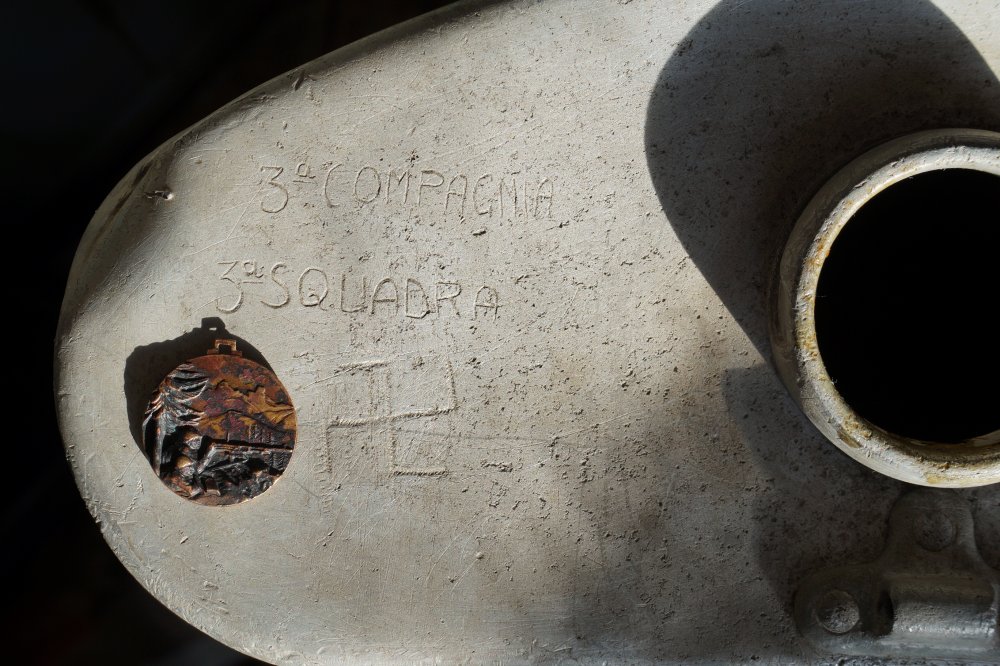 3ª COMPAGNIA
3ª SQUADRA